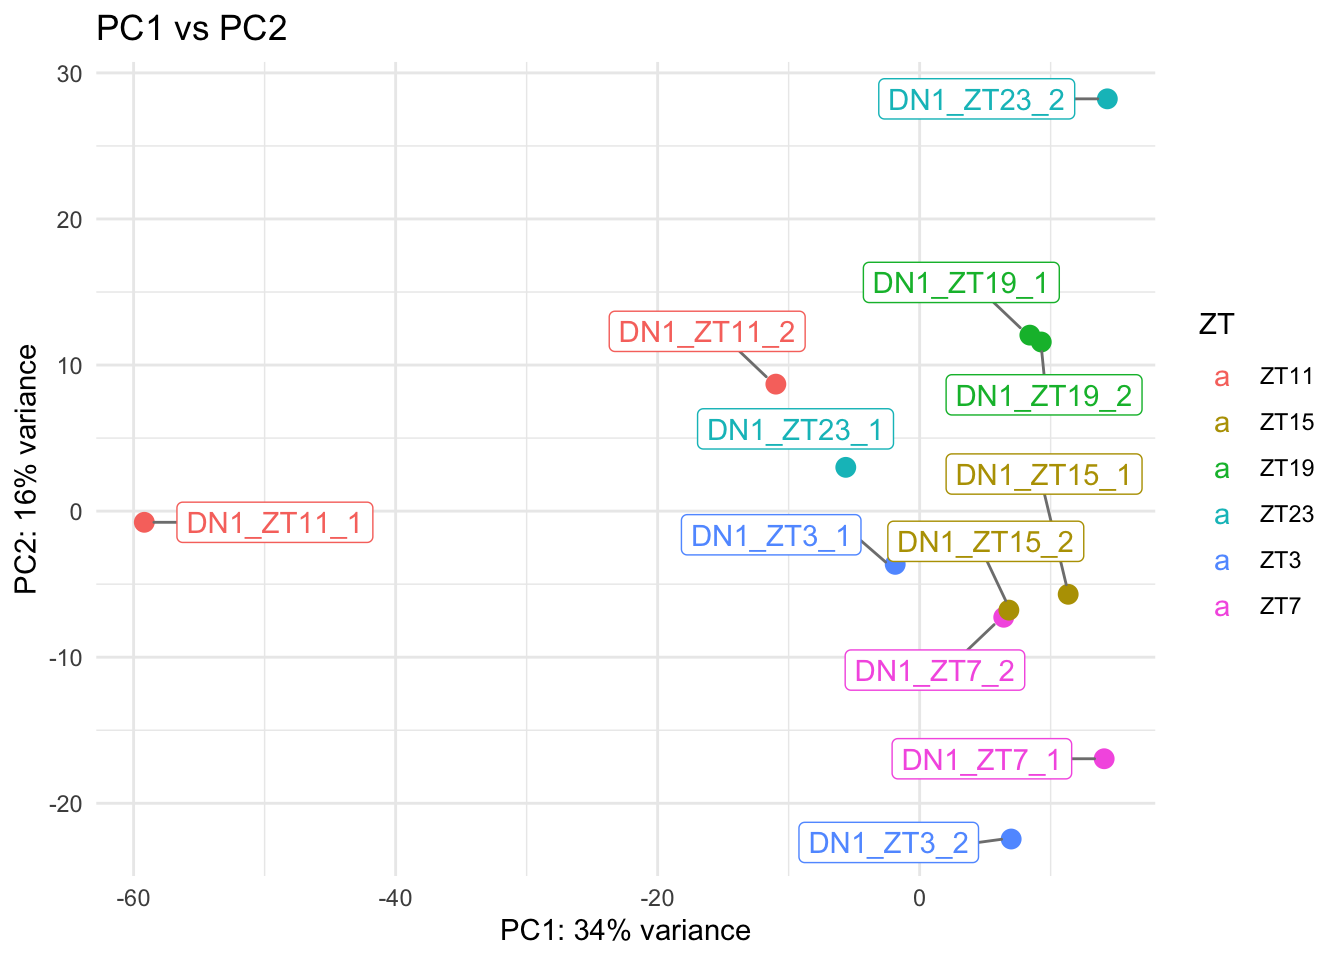 PC1 vs PC2
30
20
10
0
-10
-20
PC2: 16% variance
DN1_ZT23_2
DN1_ZT19_1
DN1_ZT11_2
DN1_ZT19_2
DN1_ZT23_1
DN1_ZT15_1
DN1_ZT11_1
DN1_ZT3_1
DN1_ZT15_2
DN1_ZT7_2
DN1_ZT7_1
DN1_ZT3_2
-60
-40
-20
0
PC1: 34% variance
ZT
a ZT11
a ZT15
a ZT19
a ZT23
a ZT3
a ZT7